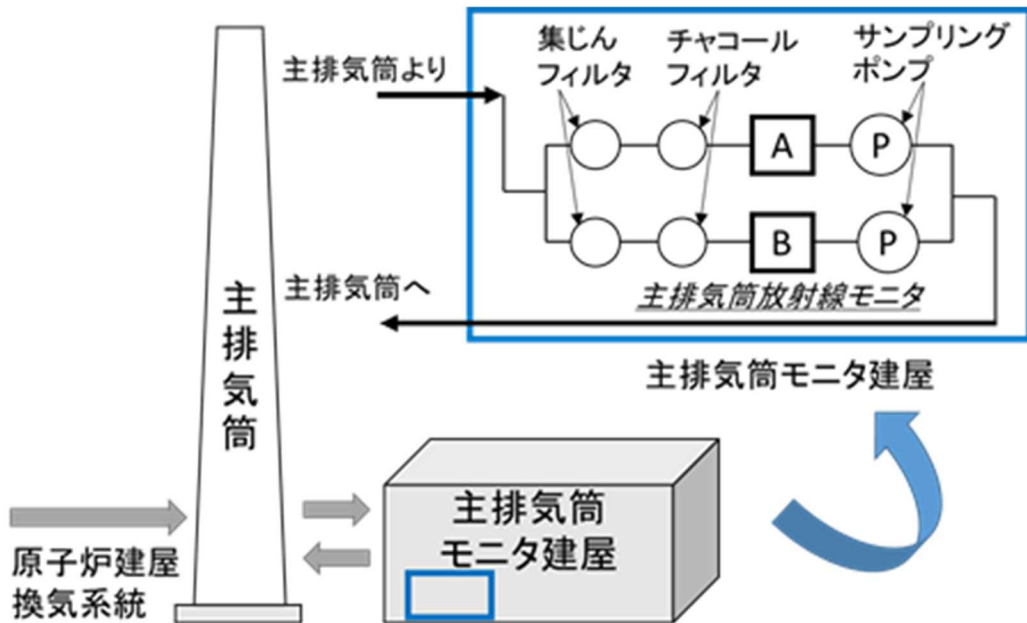 主排気筒より
集じん
フィルタ
チャコール
フィルタ
サンプリング
ポンプ
A
P
B
P
主排気筒放射線モニタ
主排気筒へ
主排気筒モニタ建屋
主排気筒
主排気筒
モニタ建屋
原子炉建屋
換気系統